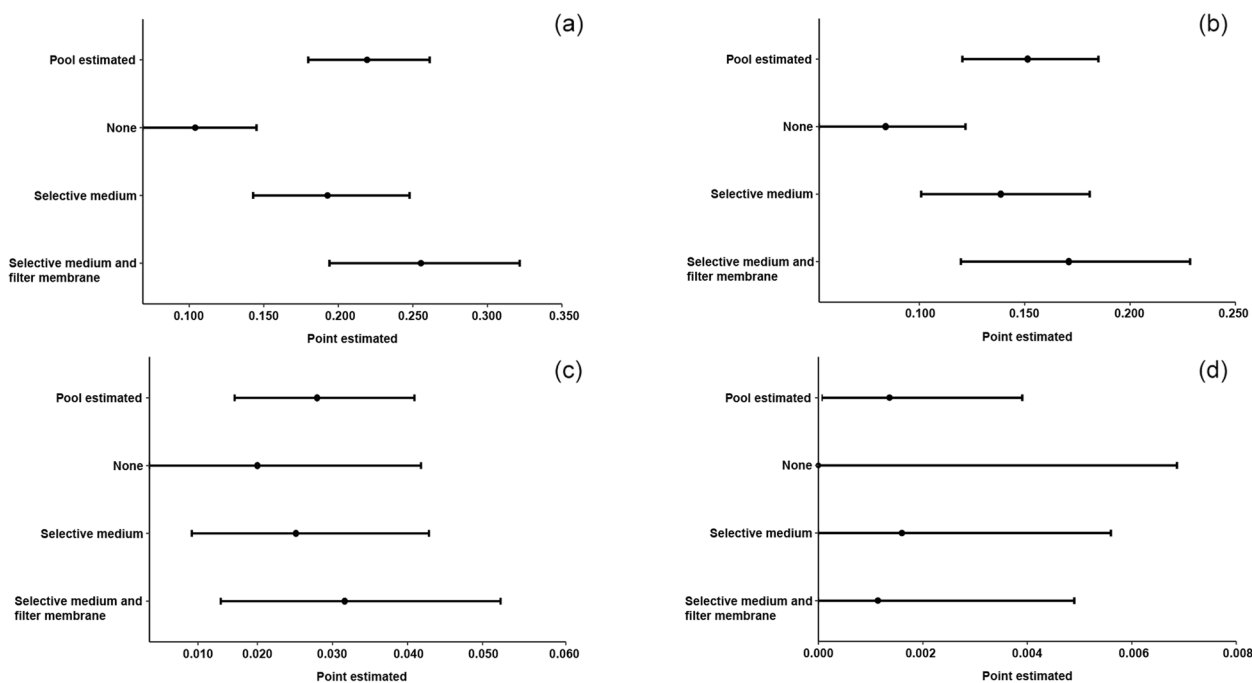 (a)
Pool estimated
None
Selective medium
Selective medium and
filter membrane
0.100 0.150 0.200 0.250 0.300 0.350
Point estimated
(b)
Pool estimated
None
Selective medium
Selective medium and
filter membrane
0.100 0.150 0.200 0.250
Point estimated
(c)
Pool estimated
None
Selective medium
Selective medium and
filter membrane
0.010 0.020 0.030 0.040 0.050 0.060
Point estimated
(d)
Pool estimated
None
Selective medium
Selective medium and
filter membrane
0.000 0.002 0.004 0.006 0.008
Point estimated